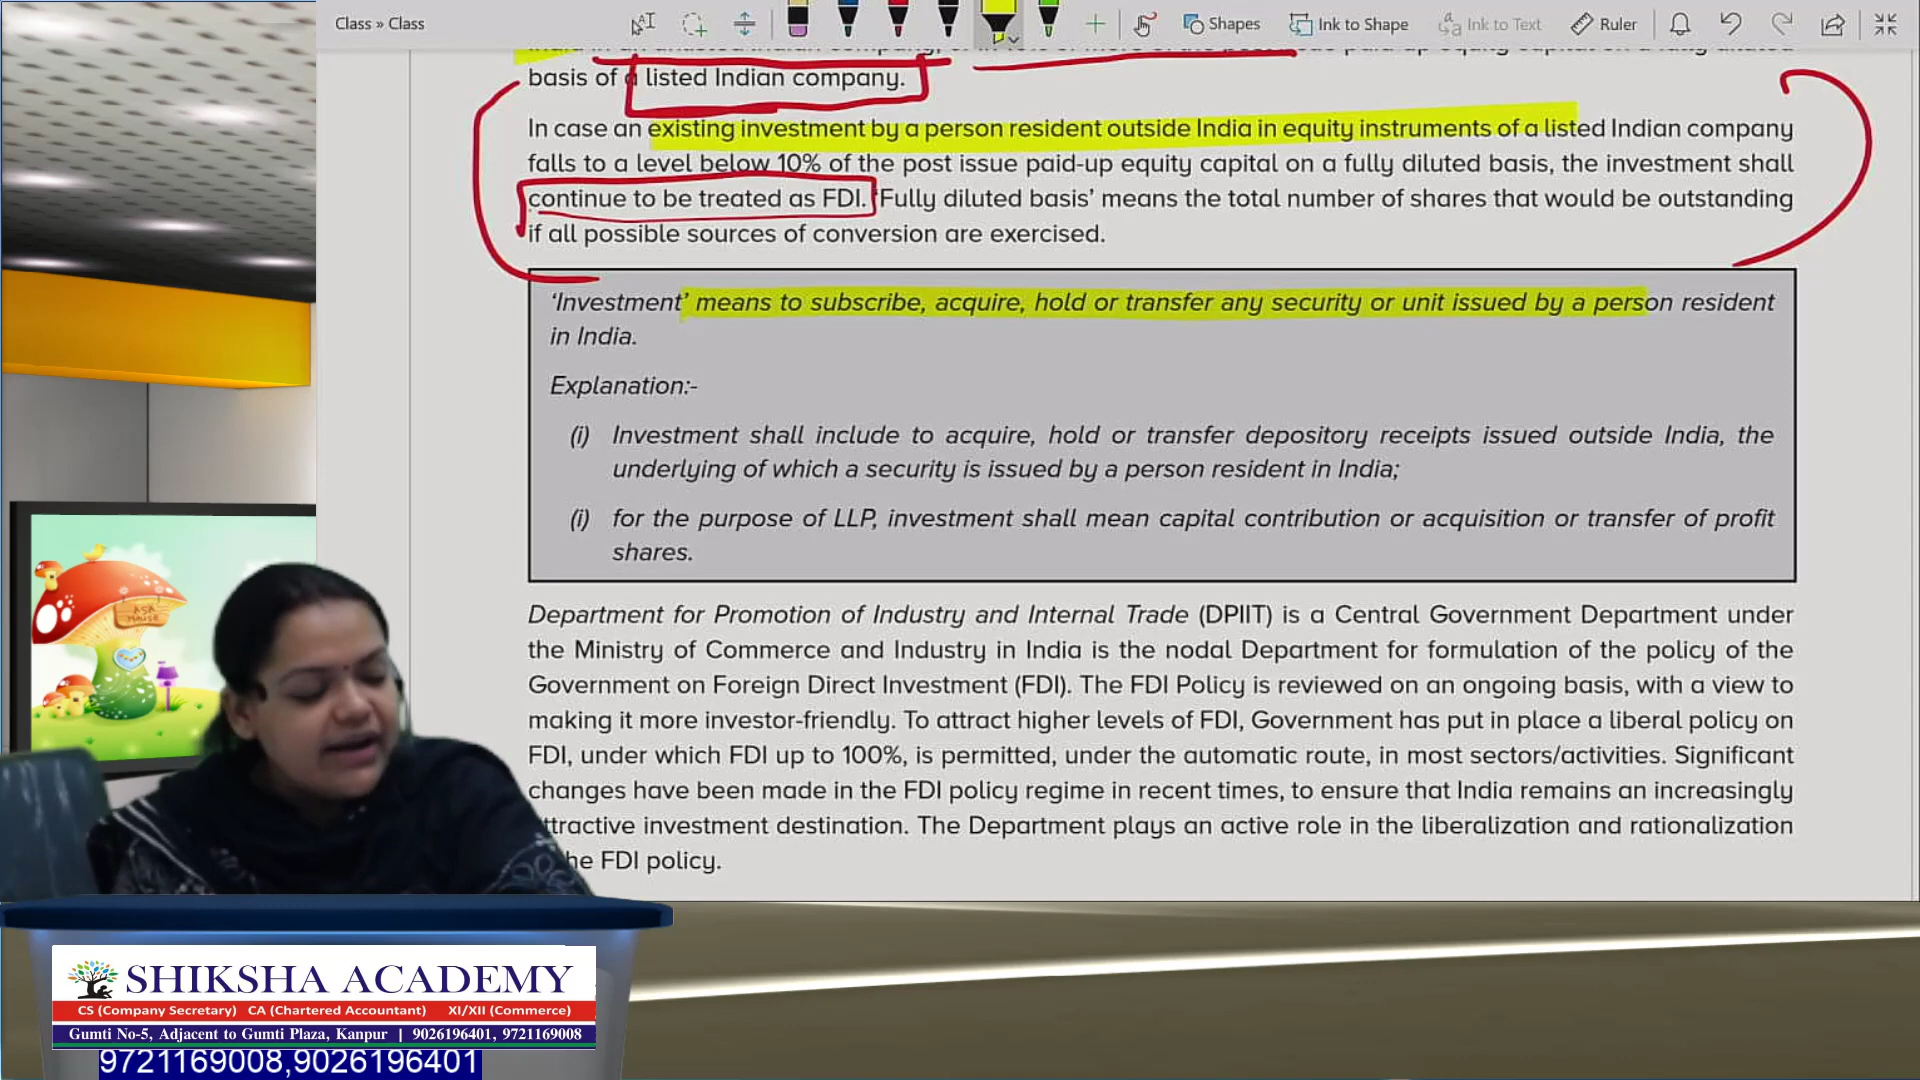 Class » Class
Shapes
Ink to Shape
Ink to Text
Ruler
basis of a listed Indian company.
In case an existing investment by a person resident outside India in equity instruments of a listed Indian company
falls to a level below 10% of the post issue paid-up equity capital on a fully diluted basis, the investment shall
continue to be treated as FDI. ‘Fully diluted basis’ means the total number of shares that would be outstanding
if all possible sources of conversion are exercised.
‘Investment’ means to subscribe, acquire, hold or transfer any security or unit issued by a person resident
in India.
Explanation:-
(i) Investment shall include to acquire, hold or transfer depository receipts issued outside India, the
underlying of which a security is issued by a person resident in India;
(i) for the purpose of LLP, investment shall mean capital contribution or acquisition or transfer of profit
shares.
Department for Promotion of Industry and Internal Trade (DPIIT) is a Central Government Department under
the Ministry of Commerce and Industry in India is the nodal Department for formulation of the policy of the
Government on Foreign Direct Investment (FDI). The FDI Policy is reviewed on an ongoing basis, with a view to
making it more investor-friendly. To attract higher levels of FDI, Government has put in place a liberal policy on
FDI, under which FDI up to 100%, is permitted, under the automatic route, in most sectors/activities. Significant
changes have been made in the FDI policy regime in recent times, to ensure that India remains an increasingly
ttractive investment destination. The Department plays an active role in the liberalization and rationalization
he FDI policy.
SHIKSHA ACADEMY
CS (Company Secretary) CA (Chartered Accountant) XI/XII (Commerce)
Gumti No-5, Adjacent to Gumti Plaza, Kanpur | 9026196401, 9721169008
9721169008,9026196401